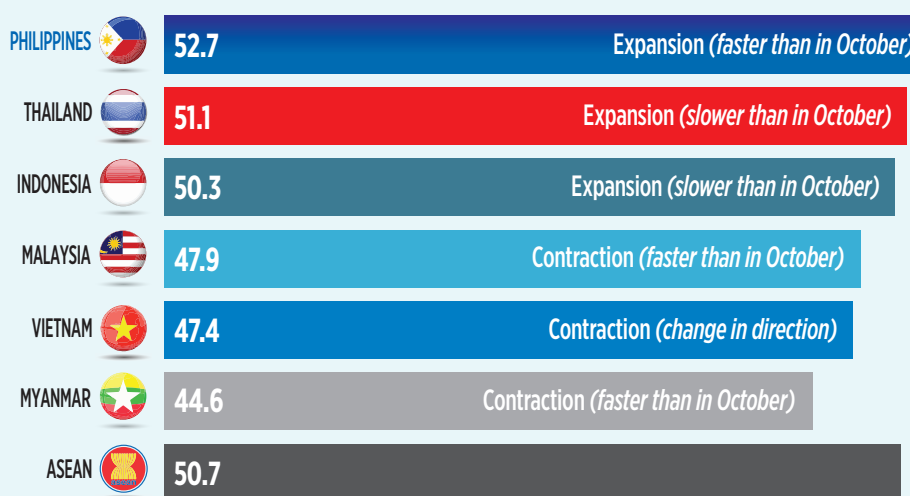 PHILIPPINES 52.7 Expansion (faster than in October)
THAILAND 51.1 Expansion (slower than in October)
INDONESIA 50.3 Expansion (slower than in October)
MALAYSIA 47.9 Contraction (faster than in October)
VIETNAM 47.4 Contraction (change in direction)
MYANMAR 44.6 Contraction (faster than in October)
ASEAN 50.7